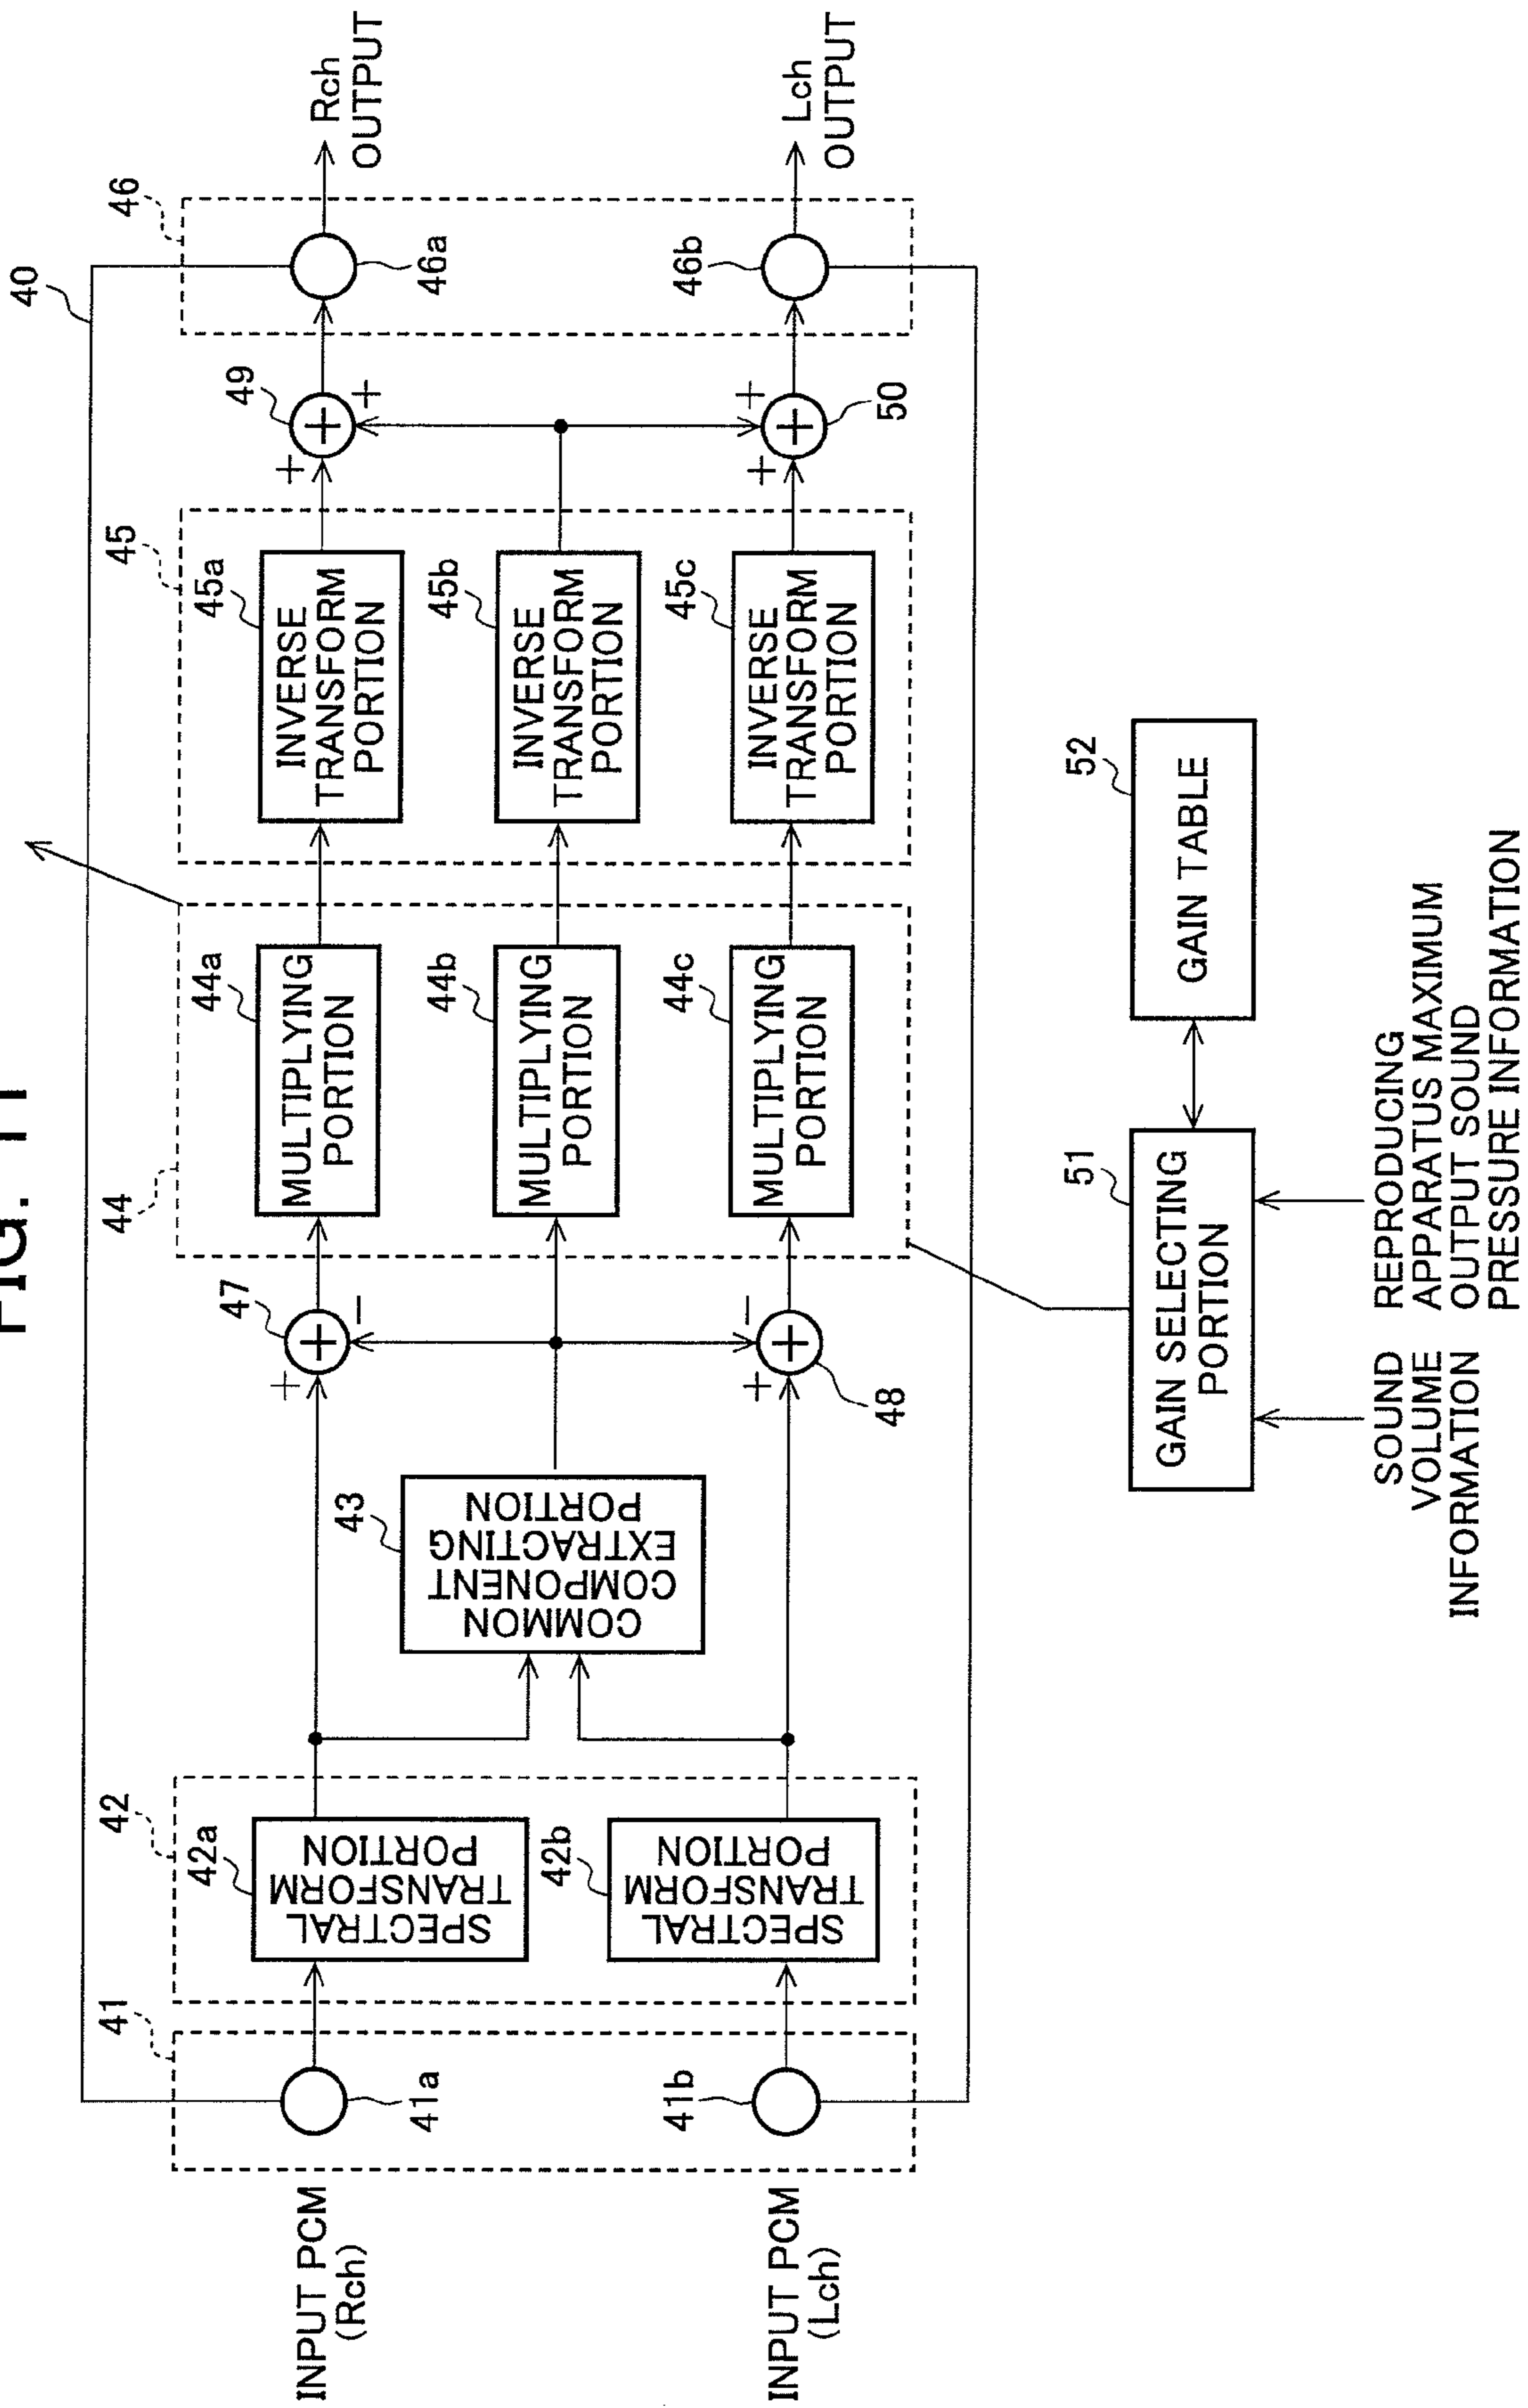 FIG. 11
40
41
42
44
45
46
INPUT PCM
(Rch)
41a
42a
SPECTRAL
TRANSFORM
PORTION
47
+
−
44a
MULTIPLYING
PORTION
45a
INVERSE
TRANSFORM
PORTION
49
+
+
46a
Rch
OUTPUT
43
COMMON
COMPONENT
EXTRACTING
PORTION
44b
MULTIPLYING
PORTION
45b
INVERSE
TRANSFORM
PORTION
INPUT PCM
(Lch)
41b
42b
SPECTRAL
TRANSFORM
PORTION
48
+
−
44c
MULTIPLYING
PORTION
45c
INVERSE
TRANSFORM
PORTION
50
+
+
46b
Lch
OUTPUT
51
GAIN SELECTING
PORTION
52
GAIN TABLE
SOUND
VOLUME
INFORMATION
REPRODUCING
APPARATUS MAXIMUM
OUTPUT SOUND
PRESSURE INFORMATION